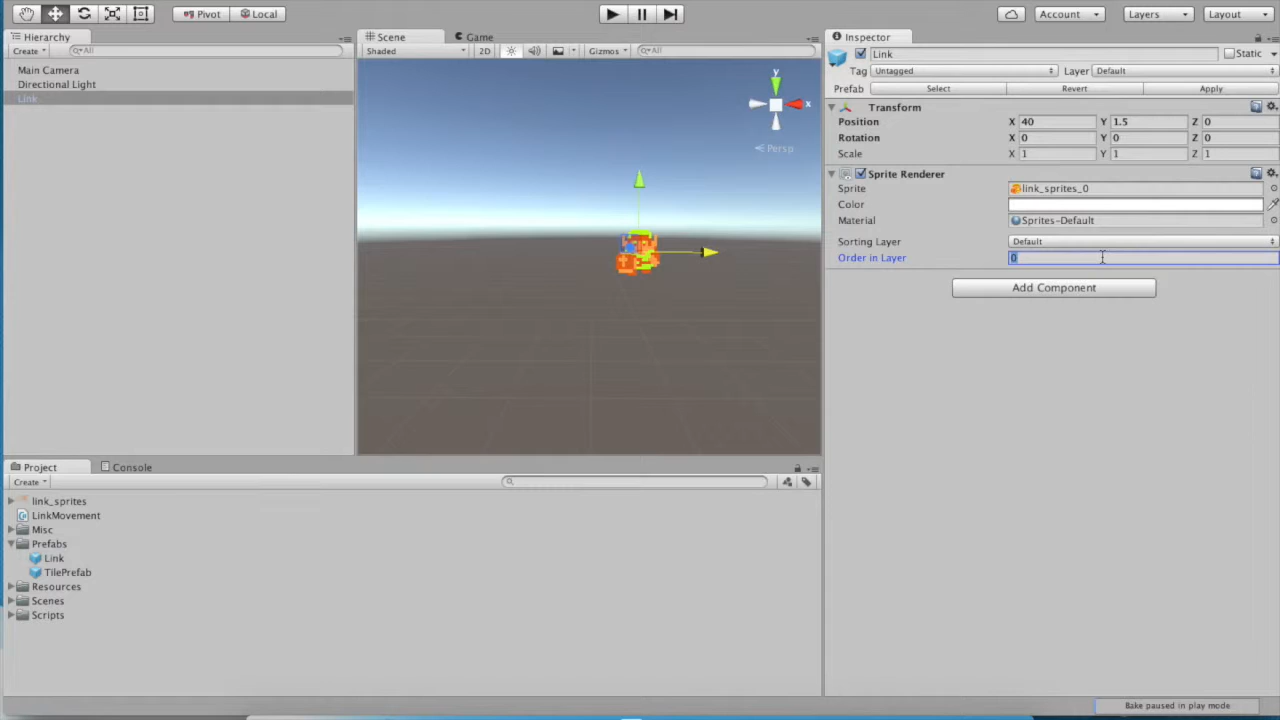 Pivot Local Account Layers Layout
Hierarchy Scene Game Inspector
Create All Shaded 2D Gizmos All
Link Static
Main Camera
Tag Untagged Layer Default
Directional Light
Prefab Select Revert Apply
Link
Transform
y
x
Persp
Position X 40 Y 1.5 Z 0
Rotation X 0 Y 0 Z 0
Scale X 1 Y 1 Z 1
Sprite Renderer
Sprite link_sprites_0
Color
Material Sprites-Default
Sorting Layer Default
Order in Layer 0
Add Component
Project Console
Create
link_sprites
LinkMovement
Misc
Prefabs
Link
TilePrefab
Resources
Scenes
Scripts
Bake paused in play mode